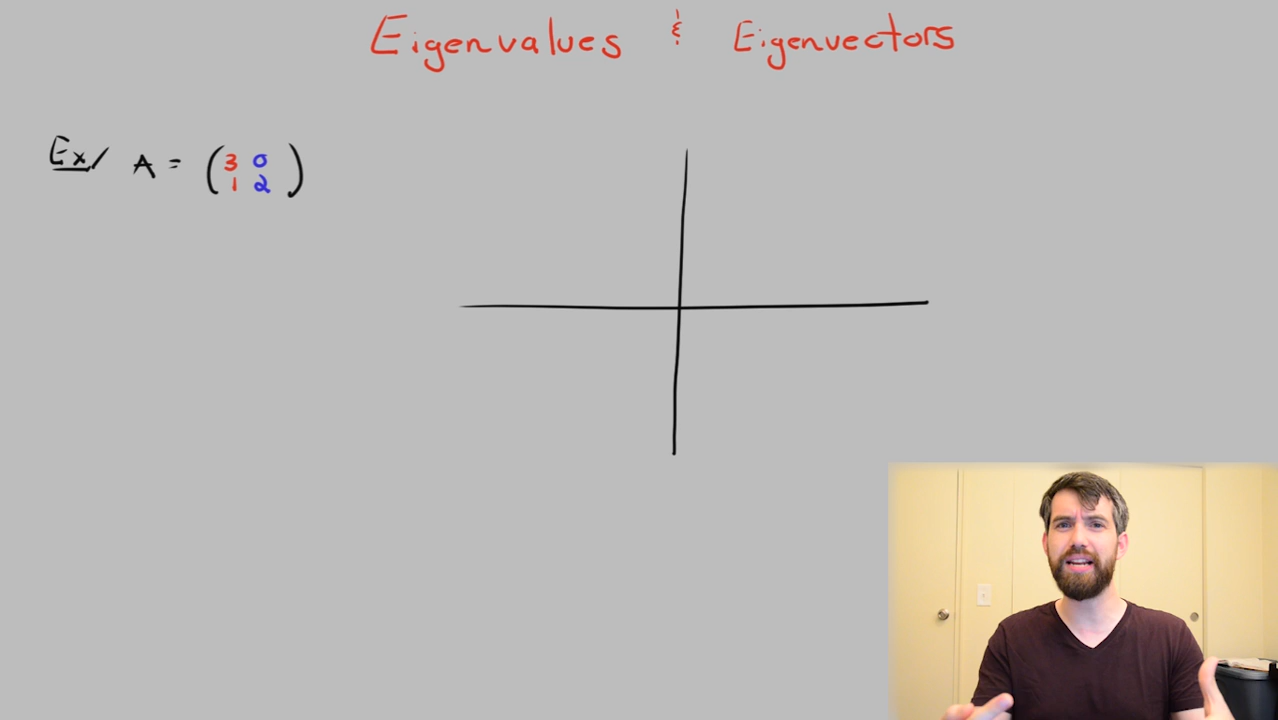 Eigenvalues & Eigenvectors
Ex/ A = (3 0
1 2)